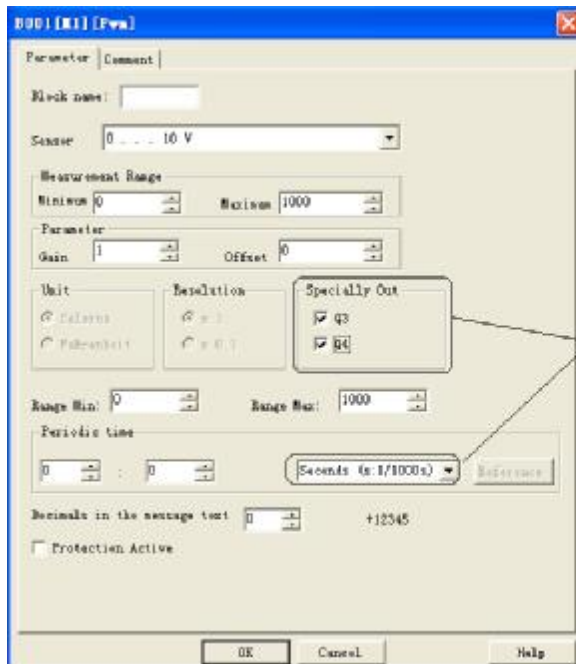 B001 [M1] [Pwm]
Parameter Comment
Block name:
Sensor 0 . . . 10 V
Measurement Range
Minimum 0 Maximum 1000
Parameter
Gain 1 Offset 0
Unit Resolution Specially Out
Celsius x 1 Q3
Fahrenheit x 0.1 Q4
Range Min: 0 Range Max: 1000
Periodic time
0 : 0 Seconds (s:1/1000s) Reference
Decimals in the message text 0 +12345
Protection Active
OK Cancel Help